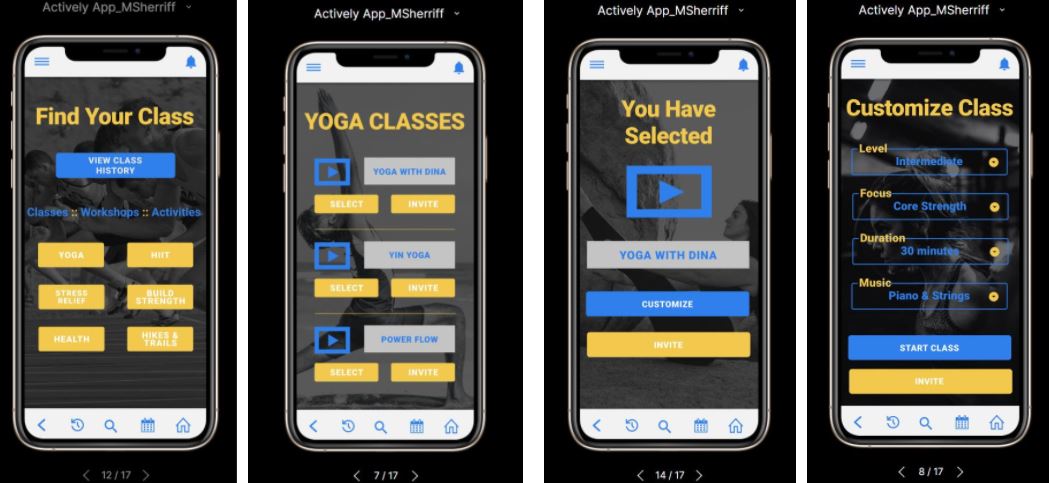 Actively App_MSherriff
Find Your Class
VIEW CLASS
HISTORY
Classes :: Workshops :: Activities
YOGA
HIIT
STRESS
RELIEF
BUILD
STRENGTH
HEALTH
HIKES &
TRAILS
12 / 17
Actively App_MSherriff
YOGA CLASSES
YOGA WITH DINA
SELECT
INVITE
YIN YOGA
SELECT
INVITE
POWER FLOW
SELECT
INVITE
7 / 17
Actively App_MSherriff
You Have
Selected
YOGA WITH DINA
CUSTOMIZE
INVITE
14 / 17
Actively App_MSherriff
Customize Class
Level
Intermediate
Focus
Core Strength
Duration
30 minutes
Music
Piano & Strings
START CLASS
INVITE
8 / 17